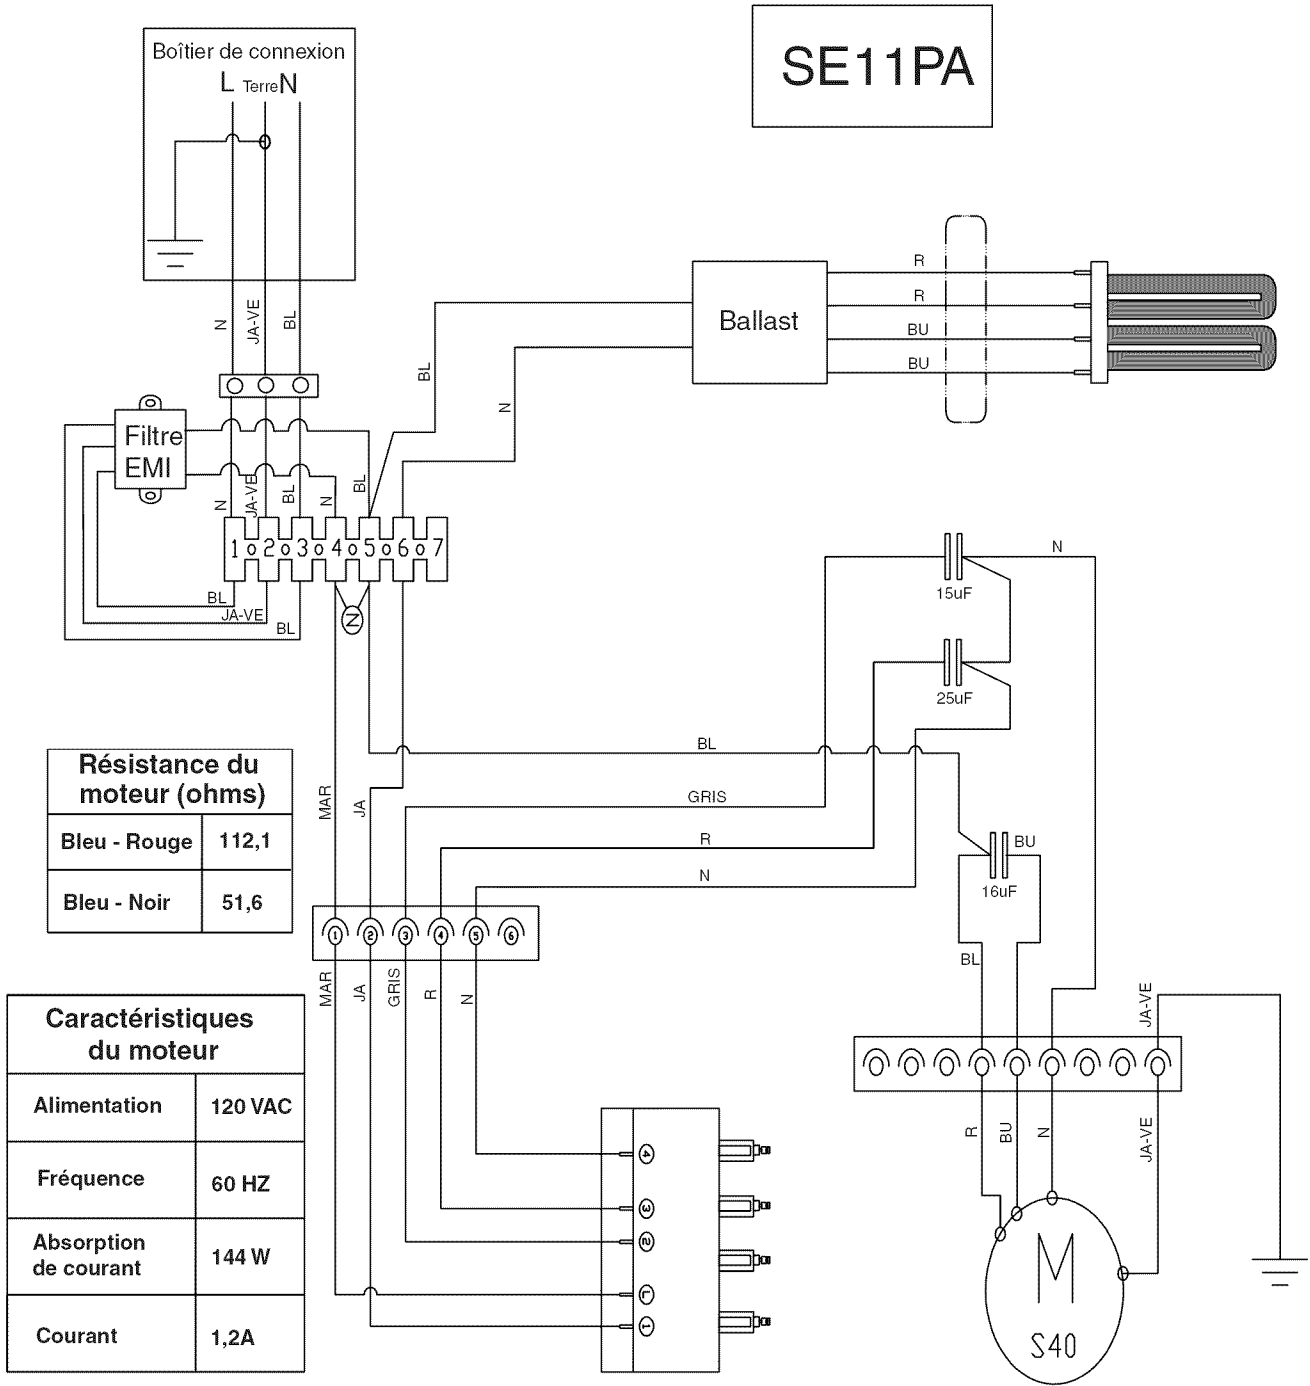 SE11PA
Boîtier de connexion
L Terre N
N
JA-VE
BL
R
R
BU
BU
Ballast
BL
N
Filtre
EMI
N
JA-VE
BL
N
BL
1 2 3 4 5 6 7
BL
JA-VE
BL
N
15uF
N
25uF
BL
GRIS
R
N
MAR
JA
BU
16uF
Résistance du
moteur (ohms)
Bleu - Rouge 112,1
Bleu - Noir 51,6
1 2 3 4 5 6
MAR
JA
GRIS
R
N
BL
JA-VE
R
BU
N
JA-VE
Caractéristiques
du moteur
Alimentation 120 VAC
Fréquence 60 HZ
Absorption
de courant 144 W
Courant 1,2A
4
3
2
L
1
M
S40